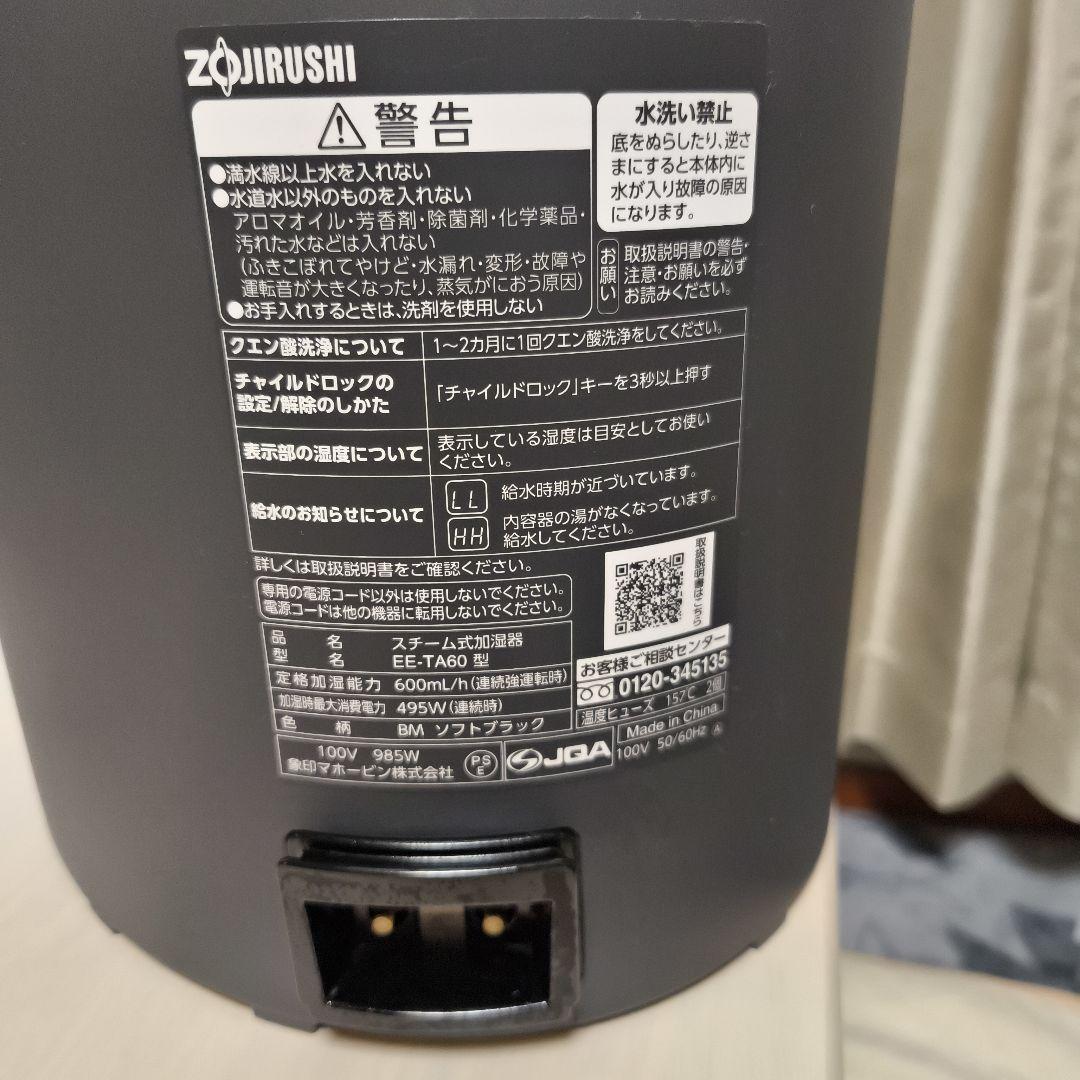 ZOJIRUSHI
警告
●満水線以上水を入れない
●水道水以外のものを入れない
アロマオイル・芳香剤・除菌剤・化学薬品・
汚れた水などは入れない
(ふきこぼれてやけど・水漏れ・変形・故障や
運転音が大きくなったり、蒸気がにおう原因)
●お手入れするときは、洗剤を使用しない
水洗い禁止
底をぬらしたり、逆さ
まにすると本体内に
水が入り故障の原因
になります。
お願い
取扱説明書の警告・
注意・お願いを必ず
お読みください。
クエン酸洗浄について
1〜2カ月に1回クエン酸洗浄をしてください。
チャイルドロックの
設定/解除のしかた
「チャイルドロック」キーを3秒以上押す
表示部の湿度について
表示している湿度は目安としてお使い
ください。
給水のお知らせについて
LL 給水時期が近づいています。
HH 内容器の湯がなくなっています。
給水してください。
詳しくは取扱説明書をご確認ください。
専用の電源コード以外は使用しないでください。
電源コードは他の機器に転用しないでください。
取扱説明書はこちら
品名 スチーム式加湿器
型名 EE-TA60 型
定格加湿能力 600mL/h(連続強運転時)
加湿時最大消費電力 495W(連続時)
色柄 BM ソフトブラック
お客様ご相談センター
0120-345135
温度ヒューズ 157℃ 2個
Made in China
100V 985W
象印マホービン株式会社
PS
E
JQA
100V 50/60Hz A